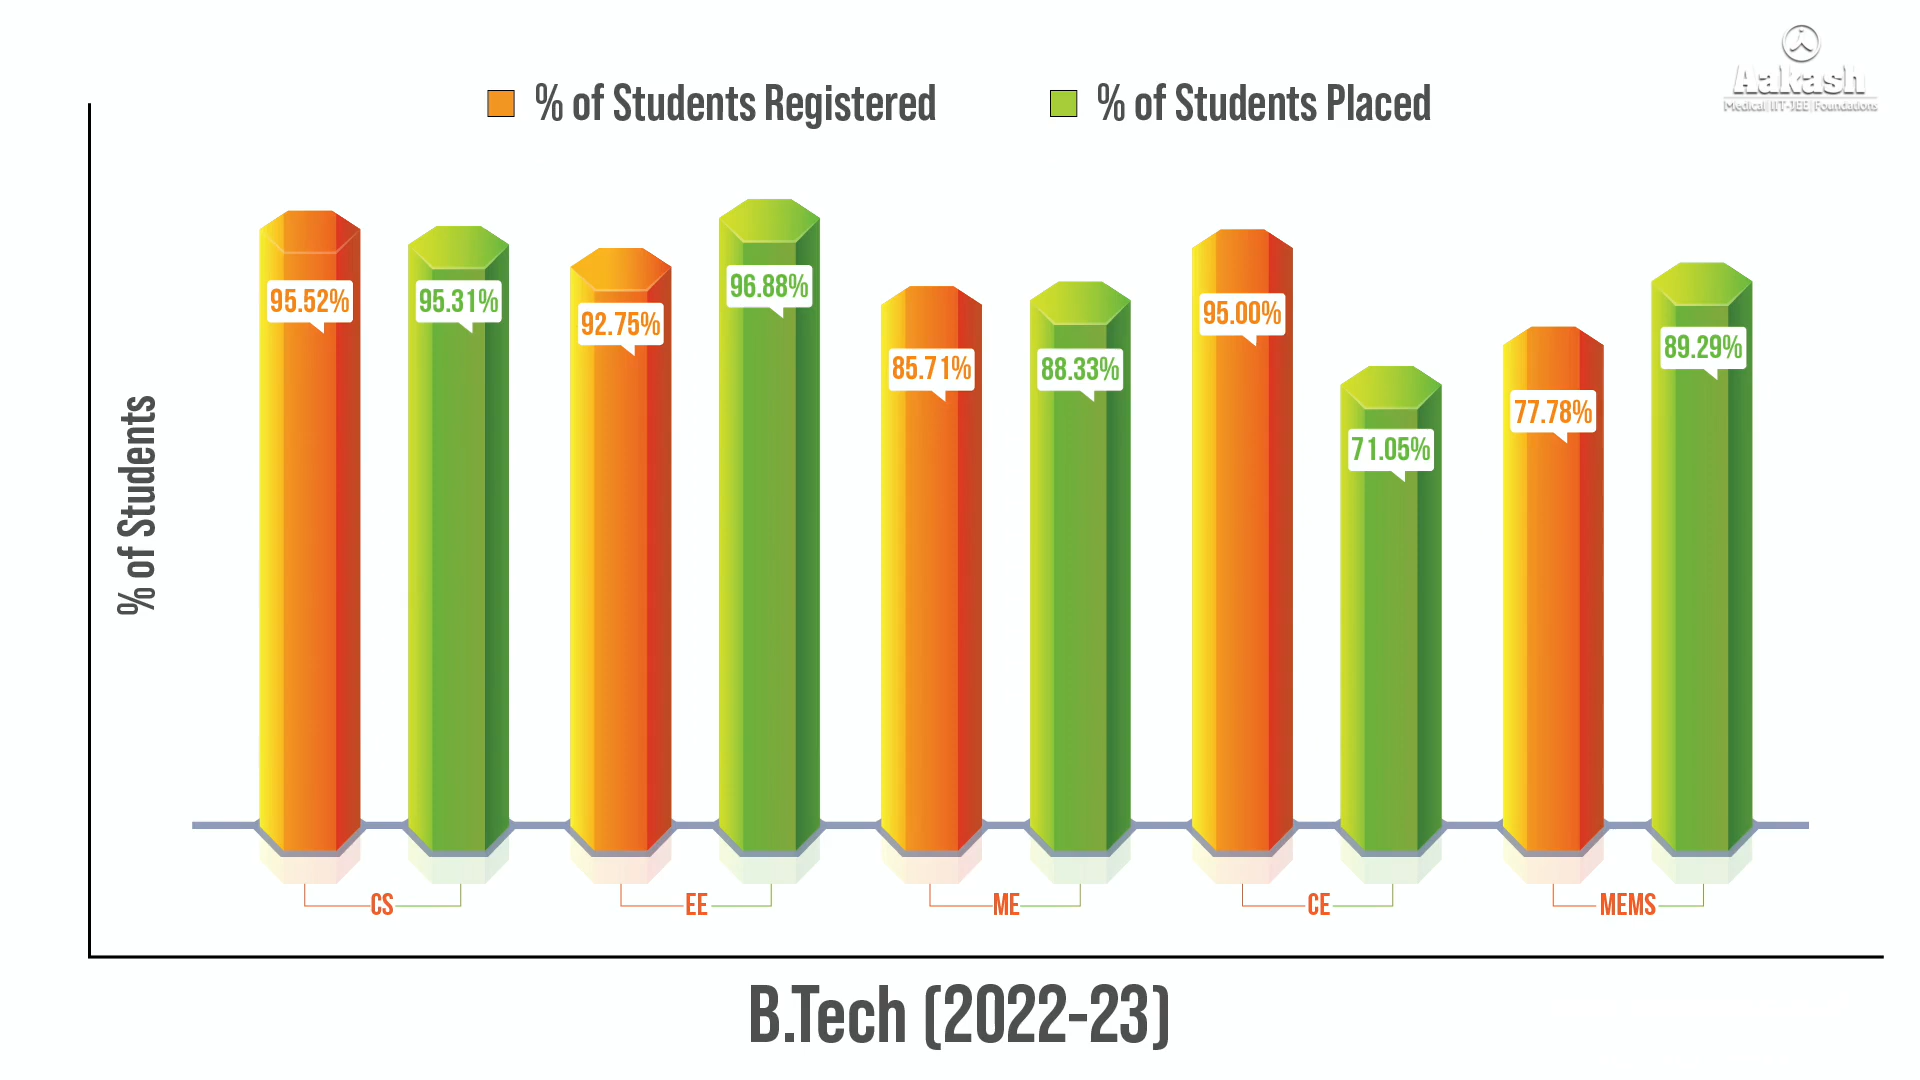 Aakash
Medical | IIT-JEE | Foundations
% of Students Registered
% of Students Placed
% of Students
95.52%
95.31%
92.75%
96.88%
85.71%
88.33%
95.00%
71.05%
77.78%
89.29%
CS
EE
ME
CE
MEMS
B.Tech (2022-23)